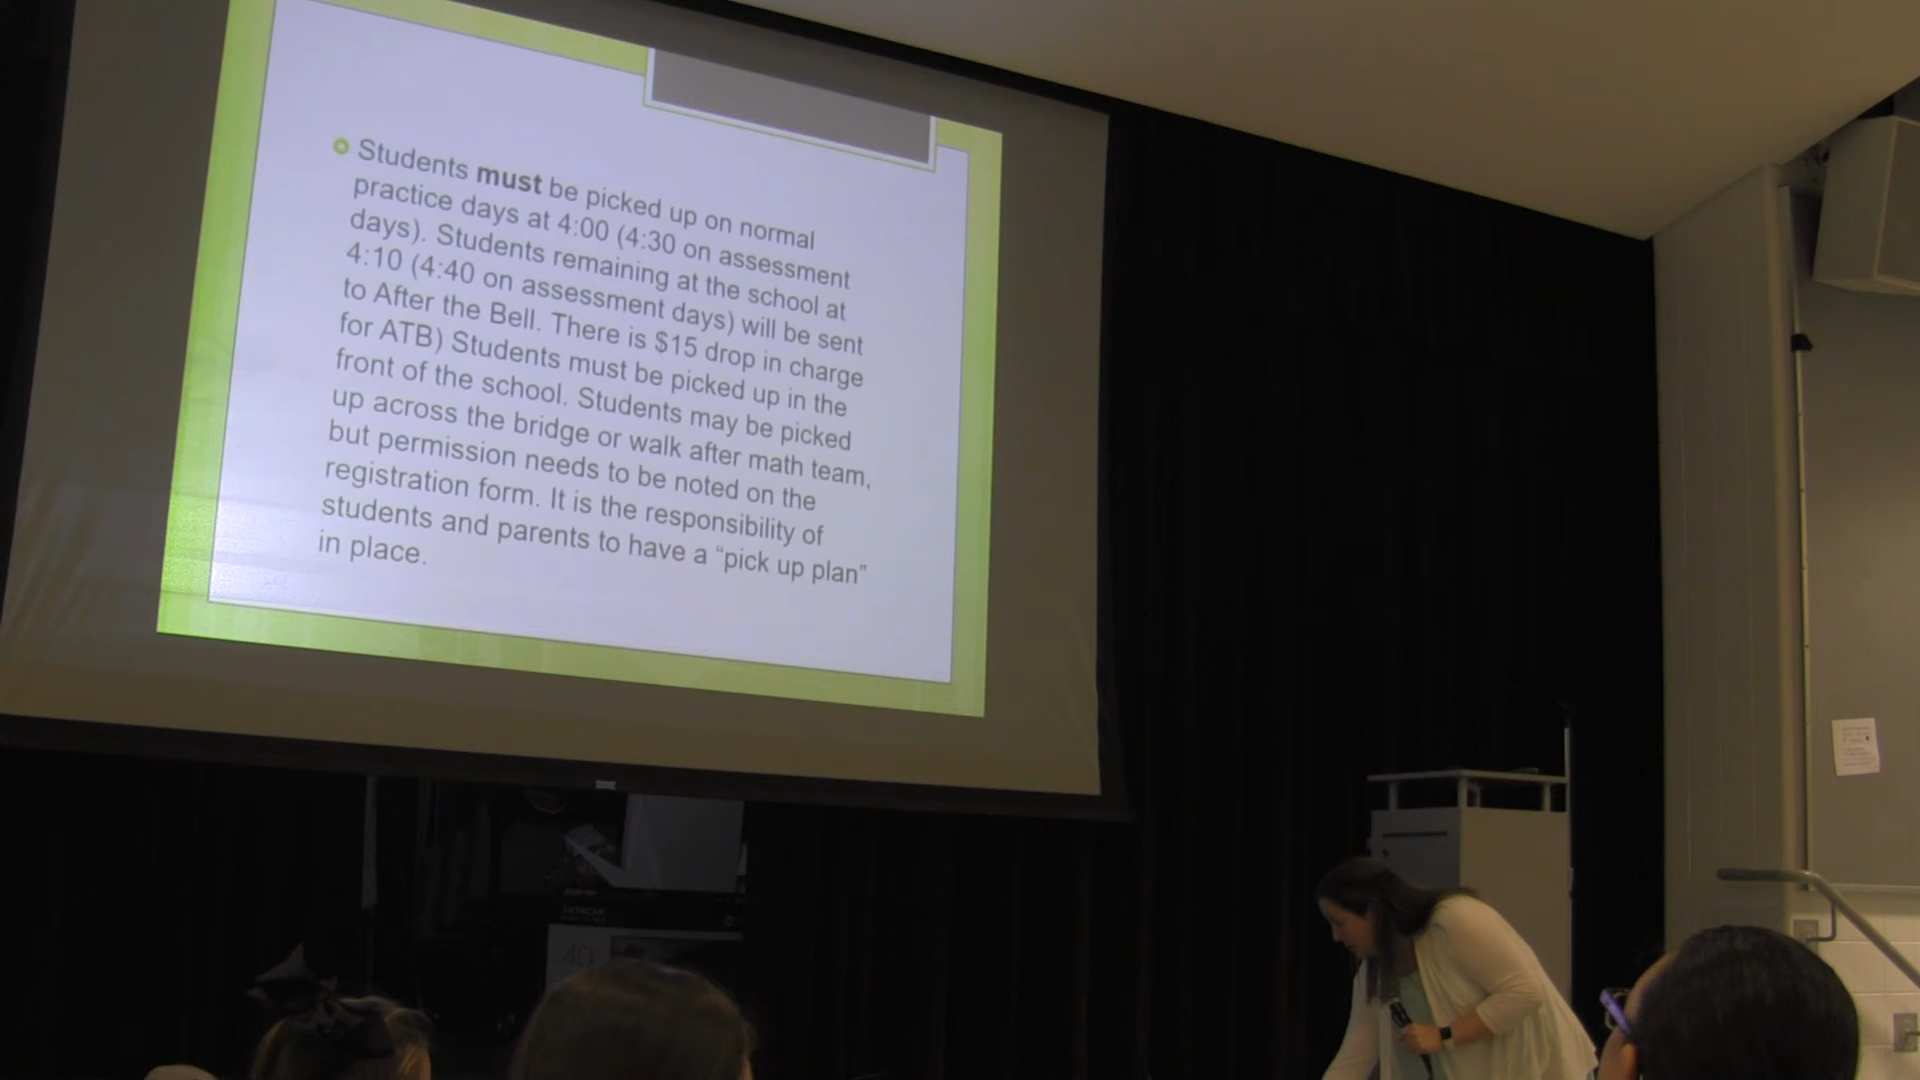 Students must be picked up on normal
practice days at 4:00 (4:30 on assessment
days). Students remaining at the school at
4:10 (4:40 on assessment days) will be sent
to After the Bell. There is $15 drop in charge
for ATB) Students must be picked up in the
front of the school. Students may be picked
up across the bridge or walk after math team,
but permission needs to be noted on the
registration form. It is the responsibility of
students and parents to have a “pick up plan”
in place.
HITACHI